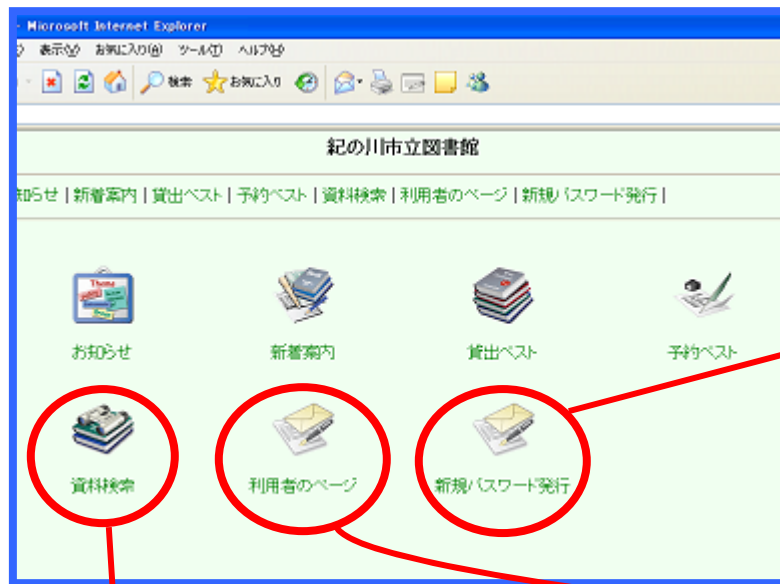 - Microsoft Internet Explorer
) 表示(V) お気に入り(A) ツール(T) ヘルプ(H)
検索 お気に入り
紀の川市立図書館
知らせ | 新着案内 | 貸出ベスト | 予約ベスト | 資料検索 | 利用者のページ | 新規パスワード発行 |
Thema
お知らせ 新着案内 貸出ベスト 予約ベスト
資料検索 利用者のページ 新規パスワード発行